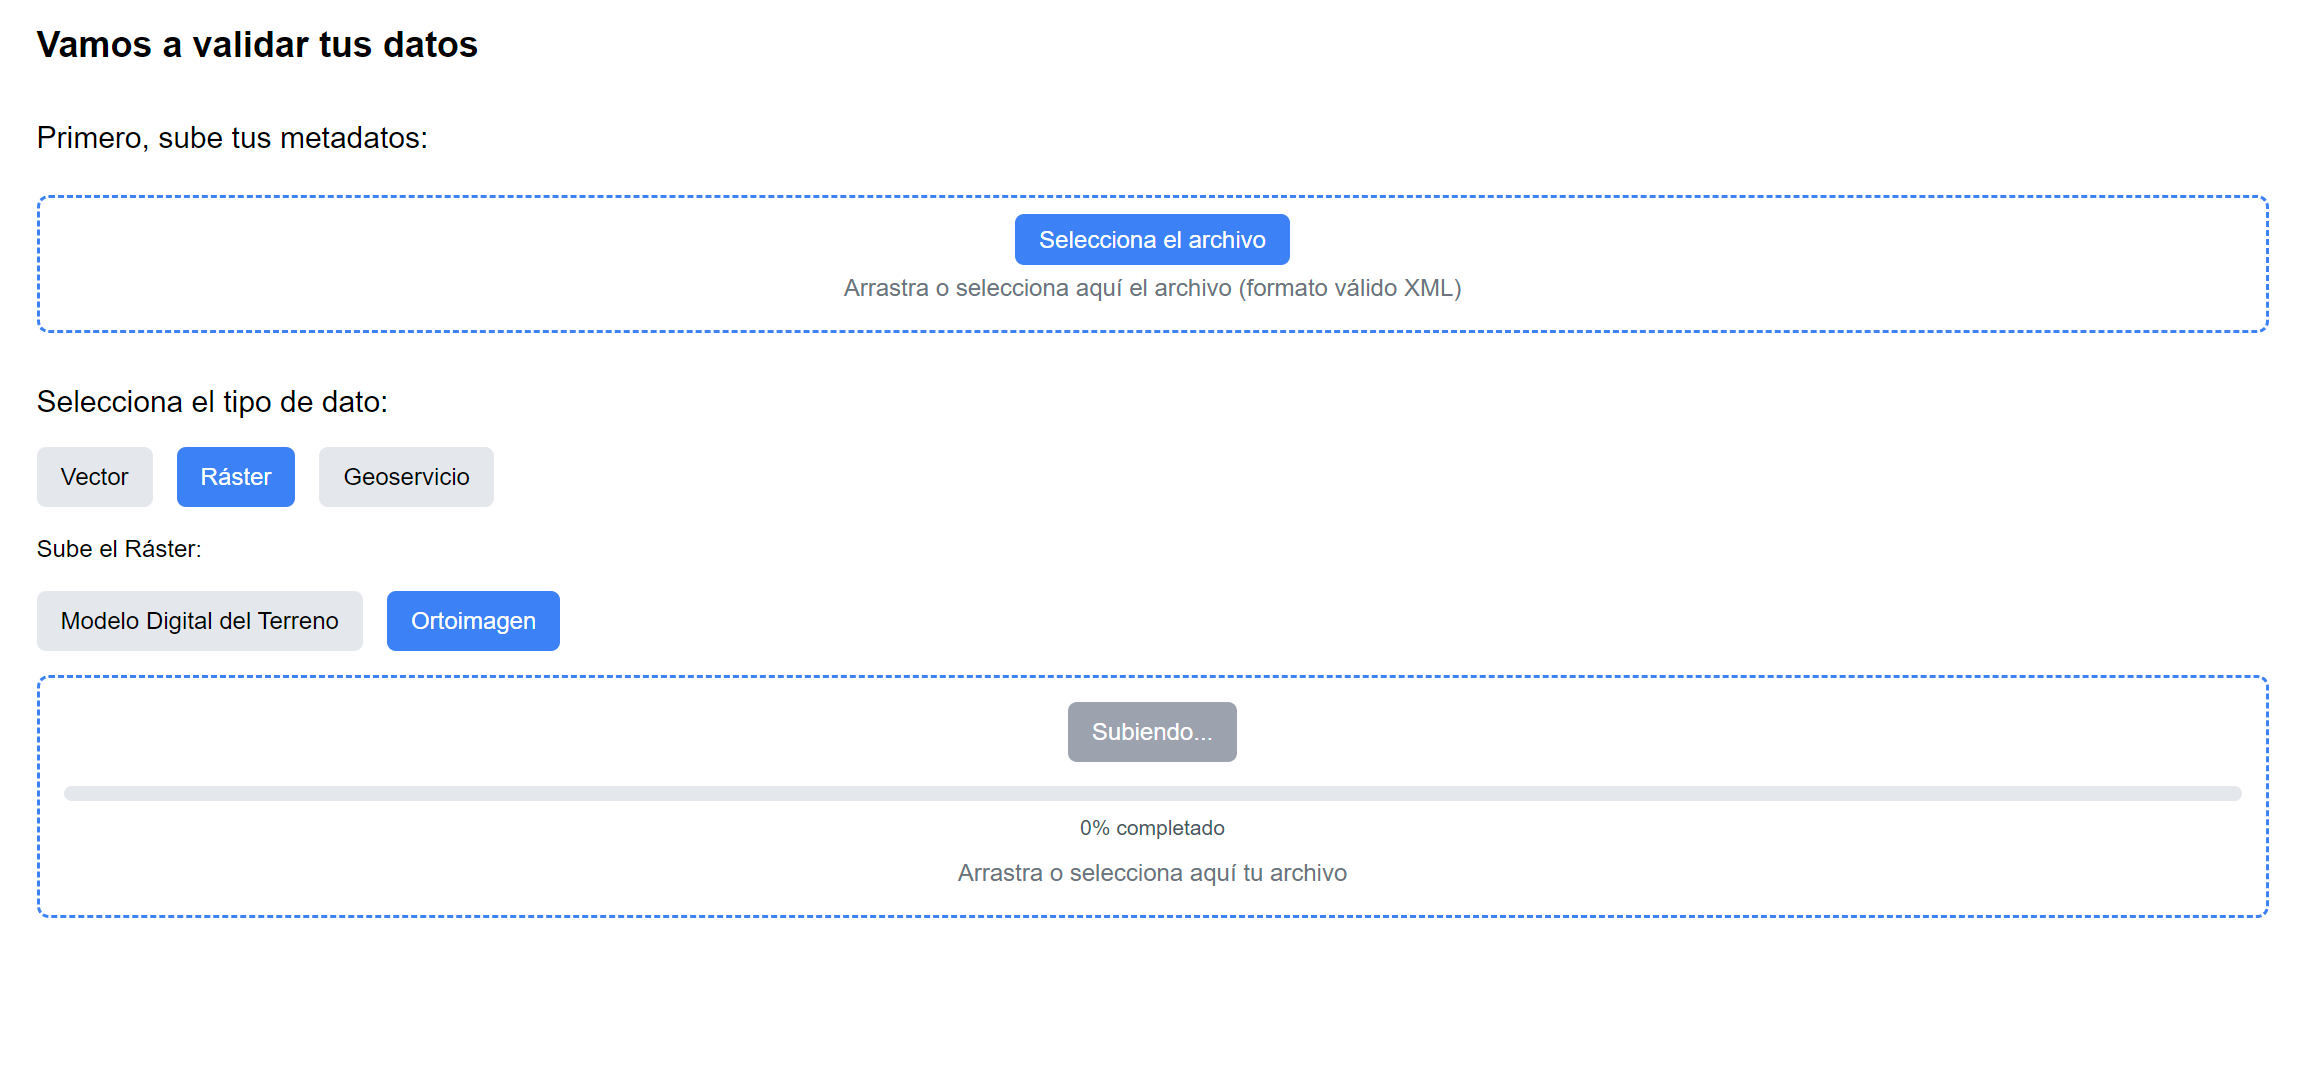 Vamos a validar tus datos
Primero, sube tus metadatos:
Selecciona el archivo
Arrastra o selecciona aquí el archivo (formato válido XML)
Selecciona el tipo de dato:
Vector Ráster Geoservicio
Sube el Ráster:
Modelo Digital del Terreno Ortoimagen
Subiendo...
0% completado
Arrastra o selecciona aquí tu archivo